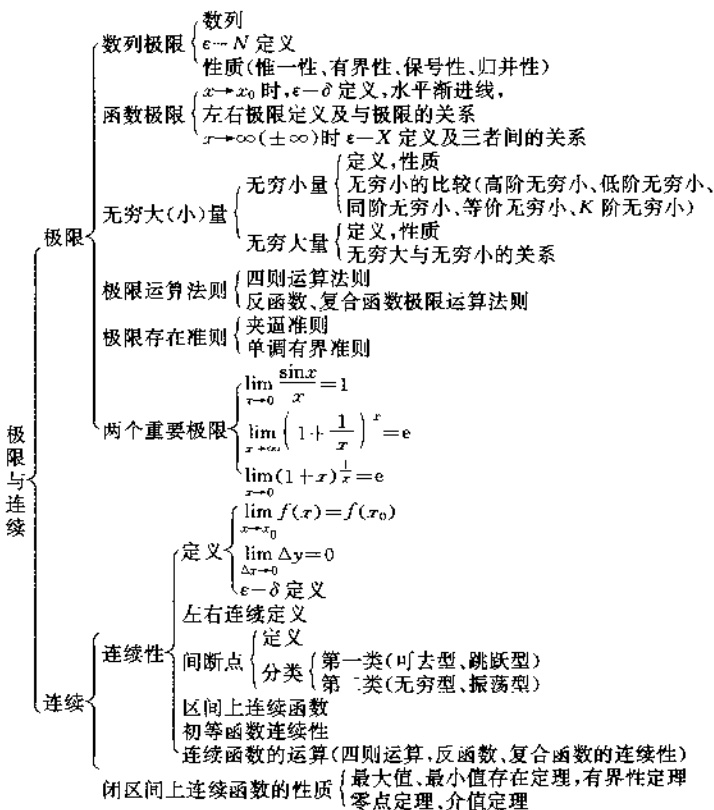 数列
数列极限 ε—N 定义
性质(惟一性、有界性、保号性、归并性)
x→x₀ 时,ε—δ 定义,水平渐进线,
函数极限 左右极限定义及与极限的关系
x→∞(±∞)时 ε—X 定义及三者间的关系
定义,性质
无穷小量 无穷小的比较(高阶无穷小、低阶无穷小、
同阶无穷小、等价无穷小、K 阶无穷小)
无穷大(小)量
极限
无穷大量 定义,性质
无穷大与无穷小的关系
极限运算法则 四则运算法则
反函数、复合函数极限运算法则
极限存在准则 夹逼准则
单调有界准则
lim x→0 sinx/x=1
两个重要极限 lim x→∞ (1+1/x)^x=e
lim x→0 (1+x)^(1/x)=e
极限与连续
lim x→x₀ f(x)=f(x₀)
定义 lim Δx→0 Δy=0
ε—δ 定义
左右连续定义
连续性
定义
间断点 分类 第一类(可去型、跳跃型)
第二类(无穷型、振荡型)
连续
区间上连续函数
初等函数连续性
连续函数的运算(四则运算,反函数、复合函数的连续性)
闭区间上连续函数的性质 最大值、最小值存在定理,有界性定理
零点定理、介值定理